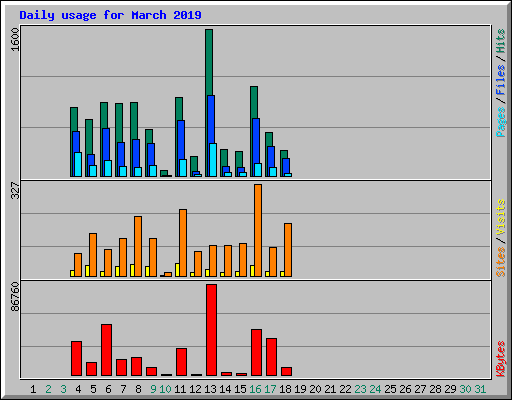 Daily usage for March 2019
1600
Pages / Files / Hits
327
Sites / Visits
86760
KBytes
1 2 3 4 5 6 7 8 9 10 11 12 13 14 15 16 17 18 19 20 21 22 23 24 25 26 27 28 29 30 31